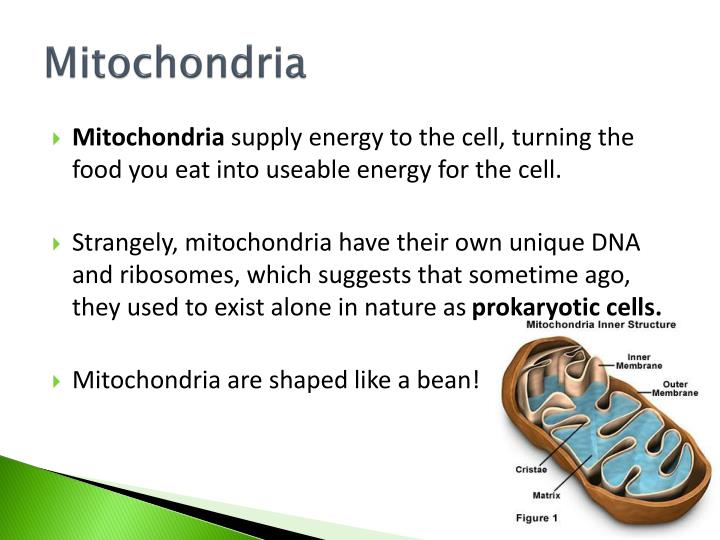 Mitochondria
Mitochondria supply energy to the cell, turning the
food you eat into useable energy for the cell.
Strangely, mitochondria have their own unique DNA
and ribosomes, which suggests that sometime ago,
they used to exist alone in nature as prokaryotic cells.
Mitochondria are shaped like a bean!
Mitochondria Inner Structure
Inner
Membrane
Outer
Membrane
Cristae
Matrix
Figure 1